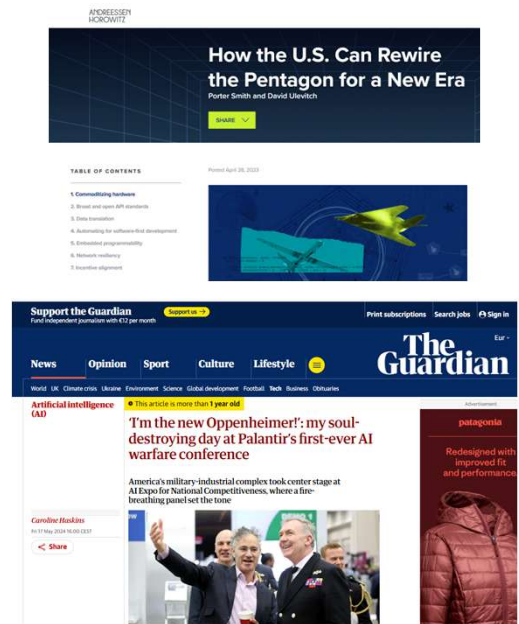 ANDREESSEN
HOROWITZ
How the U.S. Can Rewire
the Pentagon for a New Era
Porter Smith and David Ulevitch
SHARE
TABLE OF CONTENTS
Posted April 28, 2023
1. Commoditizing hardware
2. Broad and open API standards
3. Data translation
4. Automating for software-first development
5. Embedded programmability
6. Network resiliency
7. Incentive alignment
Support the Guardian
Fund independent journalism with €12 per month
Support us →
Print subscriptions
Search jobs
Sign in
Eur
The
Guardian
News
Opinion
Sport
Culture
Lifestyle
World UK Climate crisis Ukraine Environment Science Global development Football Tech Business Obituaries
Artificial intelligence
(AI)
This article is more than 1 year old
'I'm the new Oppenheimer!': my soul-
destroying day at Palantir's first-ever AI
warfare conference
America's military-industrial complex took center stage at
AI Expo for National Competitiveness, where a fire-
breathing panel set the tone
Caroline Haskins
Fri 17 May 2024 16.00 CEST
Share
Advertisement
patagonia
Redesigned with
improved fit
and performance.